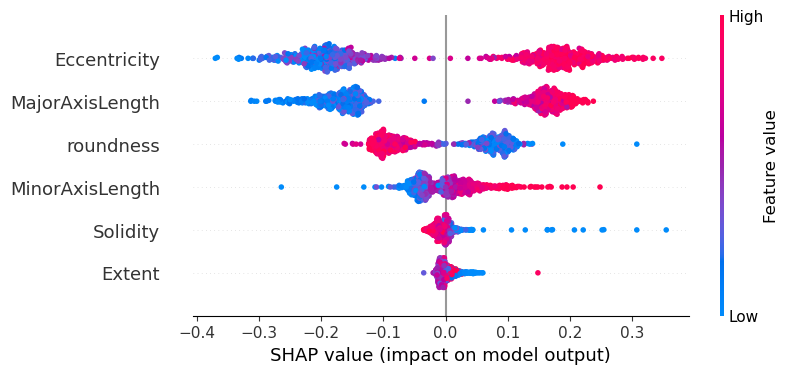 High
Eccentricity
MajorAxisLength
roundness
MinorAxisLength
Solidity
Extent
Feature value
Low
−0.4 −0.3 −0.2 −0.1 0.0 0.1 0.2 0.3
SHAP value (impact on model output)